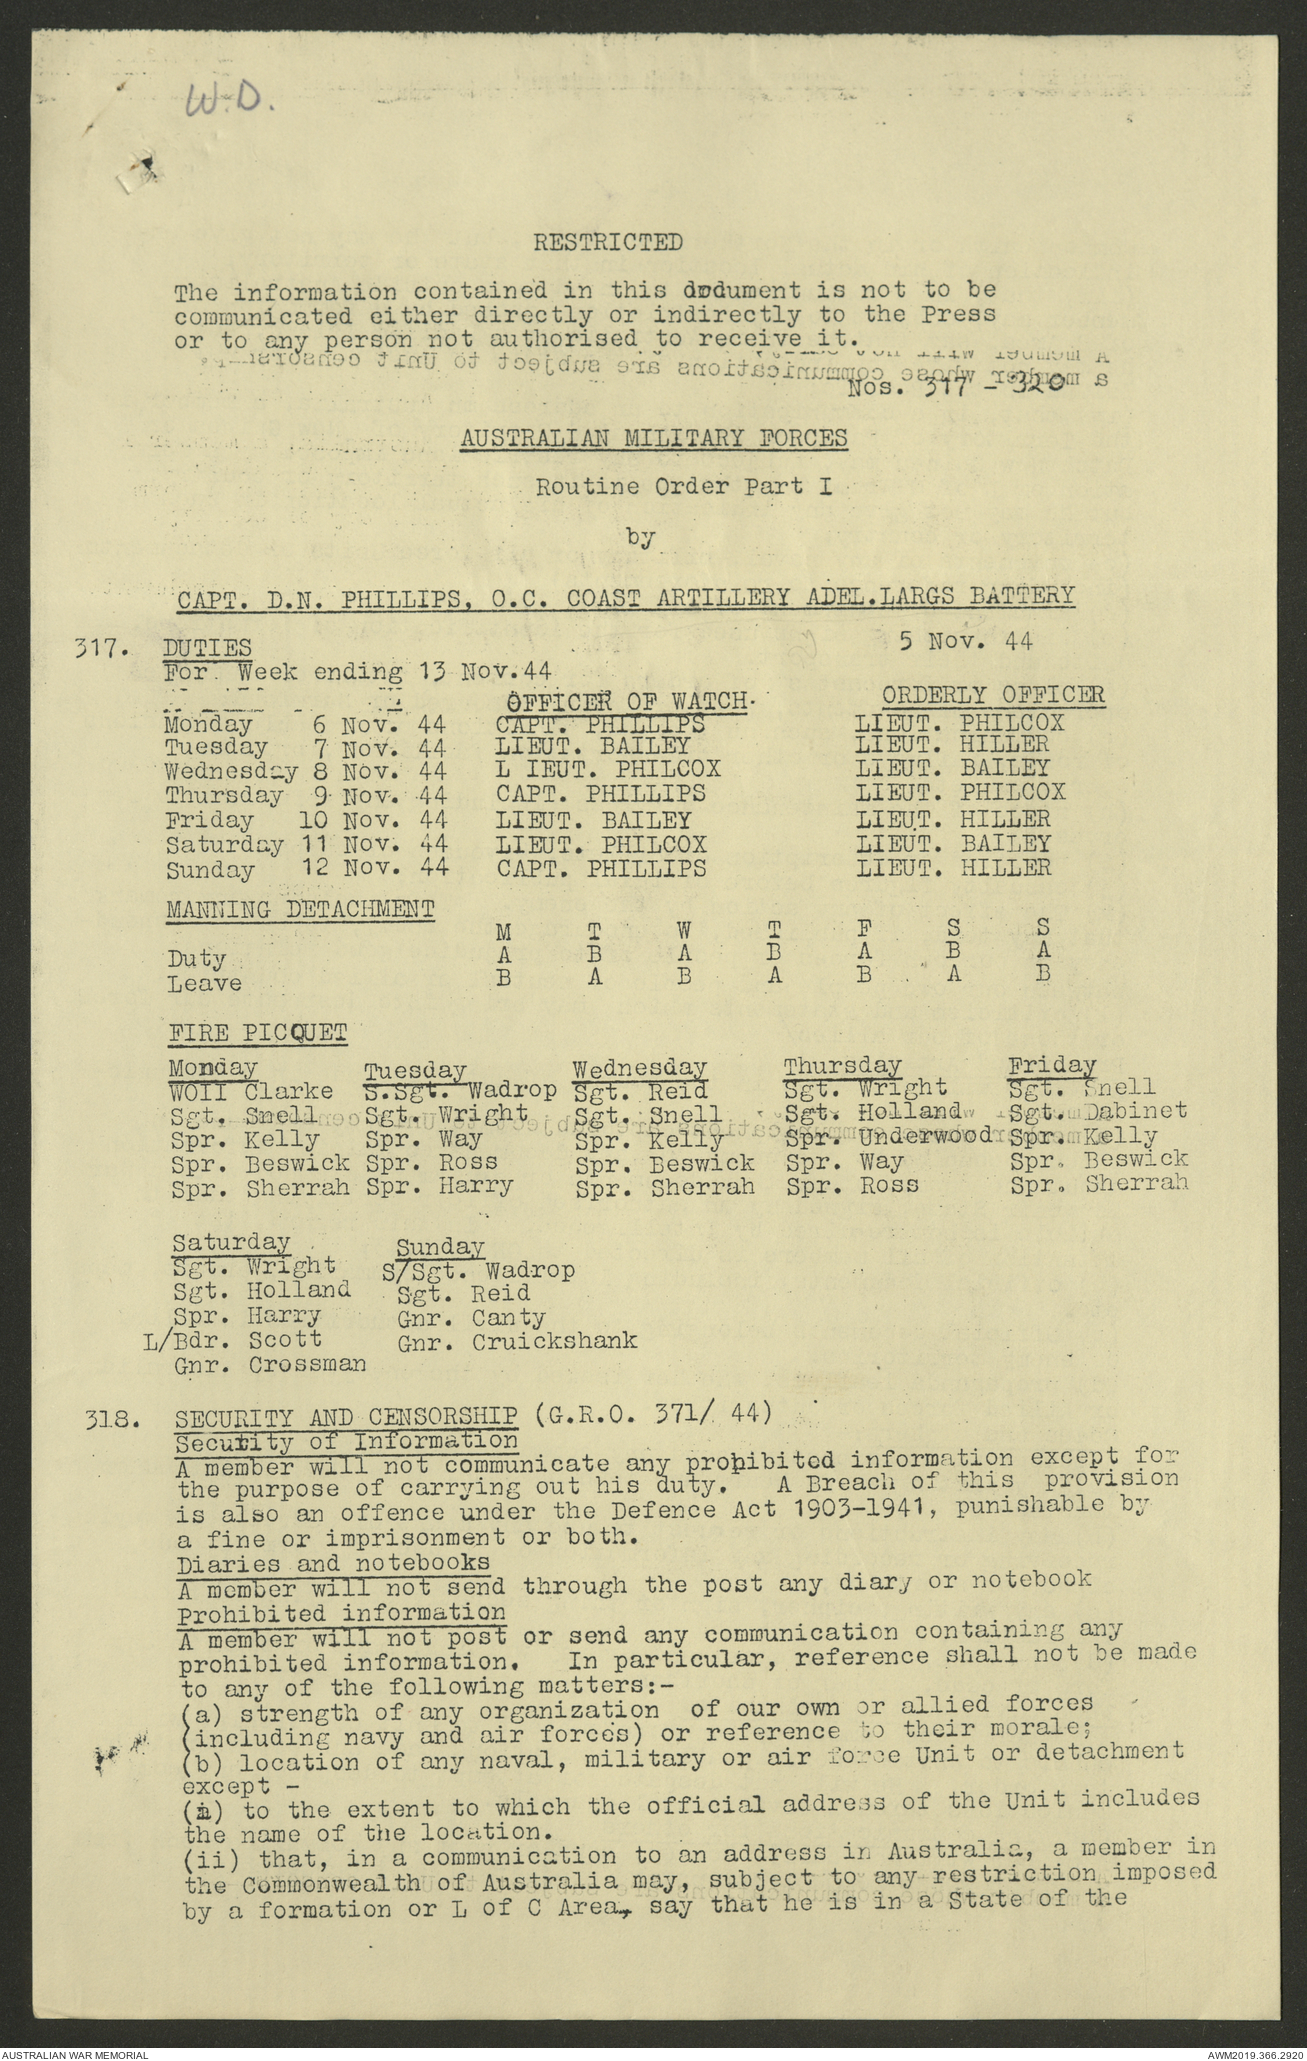 W.D.
RESTRICTED
The information contained in this dodument is not to be
communicated either directly or indirectly to the Press
or to any person not authorised to receive it.
Nos. 317 - 320
AUSTRALIAN MILITARY FORCES
Routine Order Part I
by
CAPT. D.N. PHILLIPS, O.C. COAST ARTILLERY ADEL.LARGS BATTERY
317. DUTIES 5 Nov. 44
For Week ending 13 Nov.44
OFFICER OF WATCH ORDERLY OFFICER
Monday 6 Nov. 44 CAPT. PHILLIPS LIEUT. PHILCOX
Tuesday 7 Nov. 44 LIEUT. BAILEY LIEUT. HILLER
Wednesday 8 Nov. 44 L IEUT. PHILCOX LIEUT. BAILEY
Thursday 9 Nov. 44 CAPT. PHILLIPS LIEUT. PHILCOX
Friday 10 Nov. 44 LIEUT. BAILEY LIEUT. HILLER
Saturday 11 Nov. 44 LIEUT. PHILCOX LIEUT. BAILEY
Sunday 12 Nov. 44 CAPT. PHILLIPS LIEUT. HILLER
MANNING DETACHMENT
M T W T F S S
Duty A B A B A B A
Leave B A B A B A B
FIRE PICQUET
Monday Tuesday Wednesday Thursday Friday
WOII Clarke S.Sgt. Wadrop Sgt. Reid Sgt. Wright Sgt. Snell
Sgt. Snell Sgt. Wright Sgt. Snell Sgt. Holland Sgt. Dabinet
Spr. Kelly Spr. Way Spr. Kelly Spr. Underwood Spr. Kelly
Spr. Beswick Spr. Ross Spr. Beswick Spr. Way Spr. Beswick
Spr. Sherrah Spr. Harry Spr. Sherrah Spr. Ross Spr. Sherrah
Saturday Sunday
Sgt. Wright S/Sgt. Wadrop
Sgt. Holland Sgt. Reid
Spr. Harry Gnr. Canty
L/Bdr. Scott Gnr. Cruickshank
Gnr. Crossman
318. SECURITY AND CENSORSHIP (G.R.O. 371/ 44)
Security of Information
A member will not communicate any prohibited information except for
the purpose of carrying out his duty. A Breach of this provision
is also an offence under the Defence Act 1903-1941, punishable by
a fine or imprisonment or both.
Diaries and notebooks
A member will not send through the post any diary or notebook
Prohibited information
A member will not post or send any communication containing any
prohibited information. In particular, reference shall not be made
to any of the following matters:-
(a) strength of any organization of our own or allied forces
(including navy and air forces) or reference to their morale;
(b) location of any naval, military or air force Unit or detachment
except -
(i) to the extent to which the official address of the Unit includes
the name of the location.
(ii) that, in a communication to an address in Australia, a member in
the Commonwealth of Australia may, subject to any restriction imposed
by a formation or L of C Area, say that he is in a State of the
AUSTRALIAN WAR MEMORIAL AWM2019.366.2920